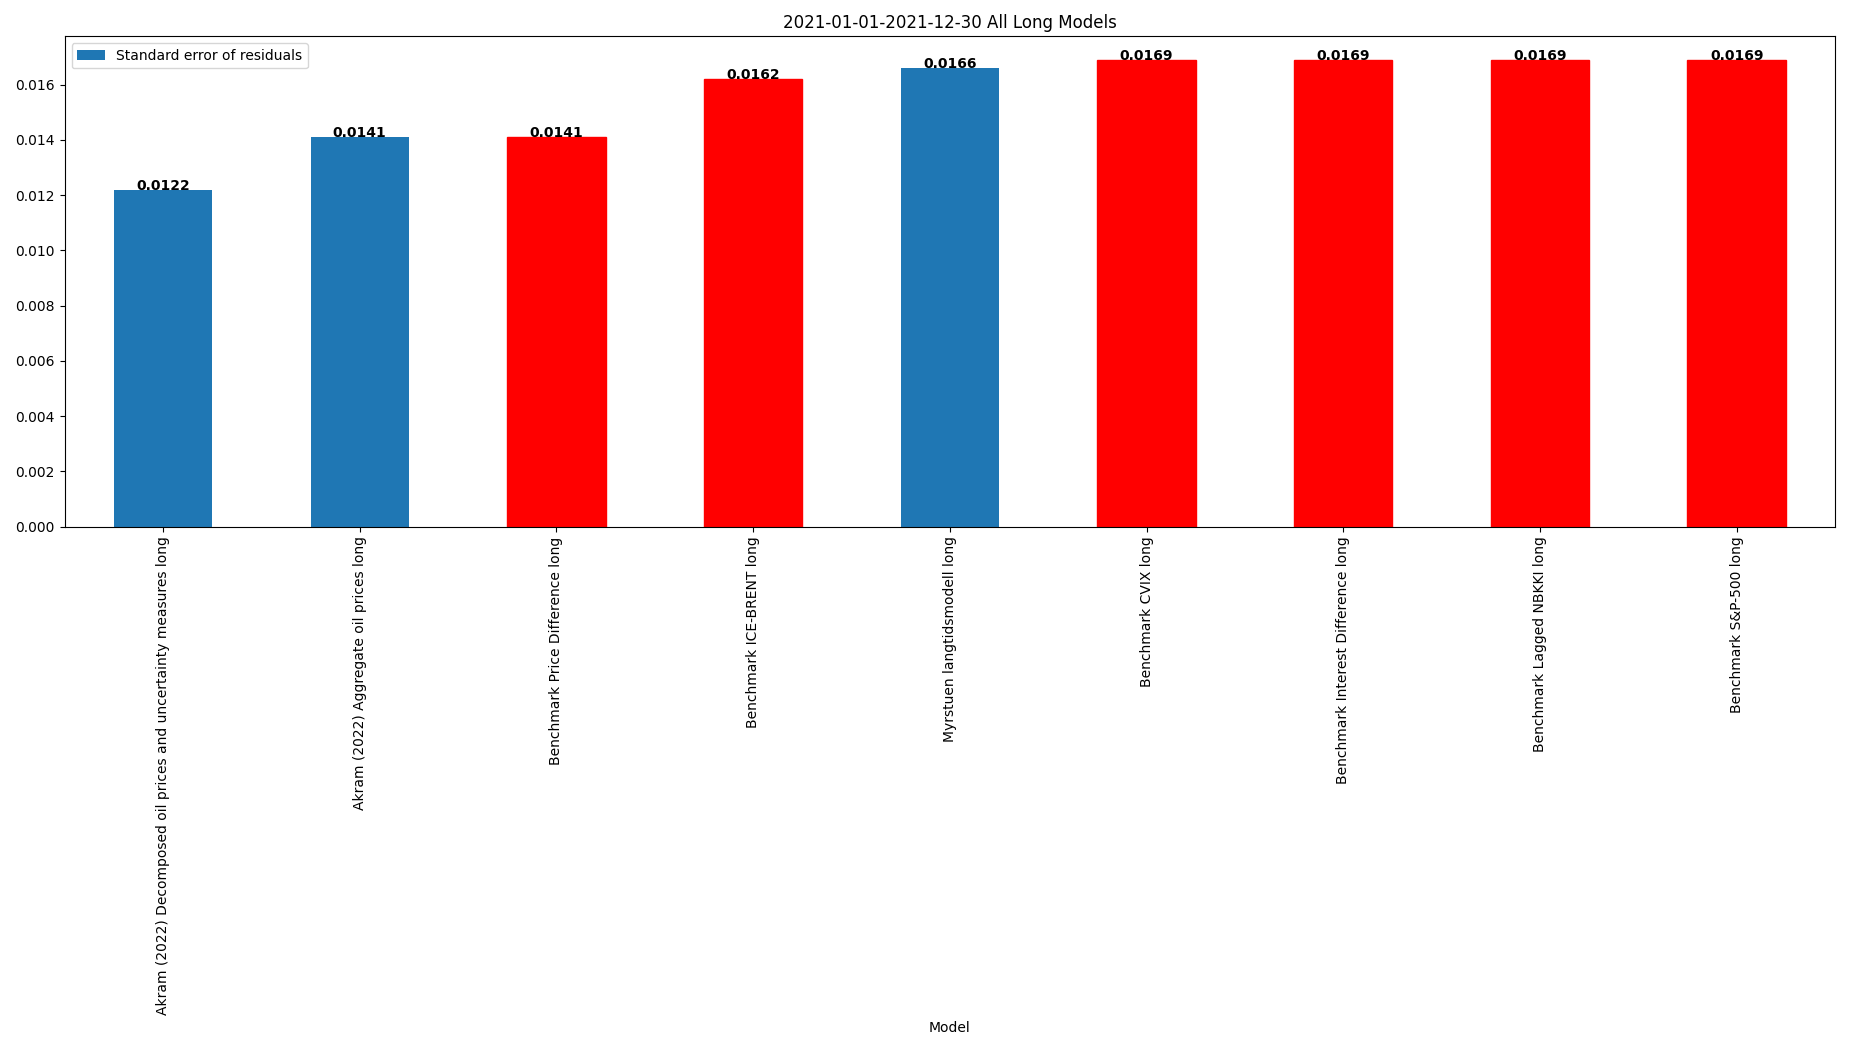 2021-01-01-2021-12-30 All Long Models
Standard error of residuals
0.016
0.014
0.012
0.010
0.008
0.006
0.004
0.002
0.000
0.0122
0.0141
0.0141
0.0162
0.0166
0.0169
0.0169
0.0169
0.0169
Akram (2022) Decomposed oil prices and uncertainty measures long
Akram (2022) Aggregate oil prices long
Benchmark Price Difference long
Benchmark ICE-BRENT long
Myrstuen langtidsmodell long
Benchmark CVIX long
Benchmark Interest Difference long
Benchmark Lagged NBKKI long
Benchmark S&P-500 long
Model